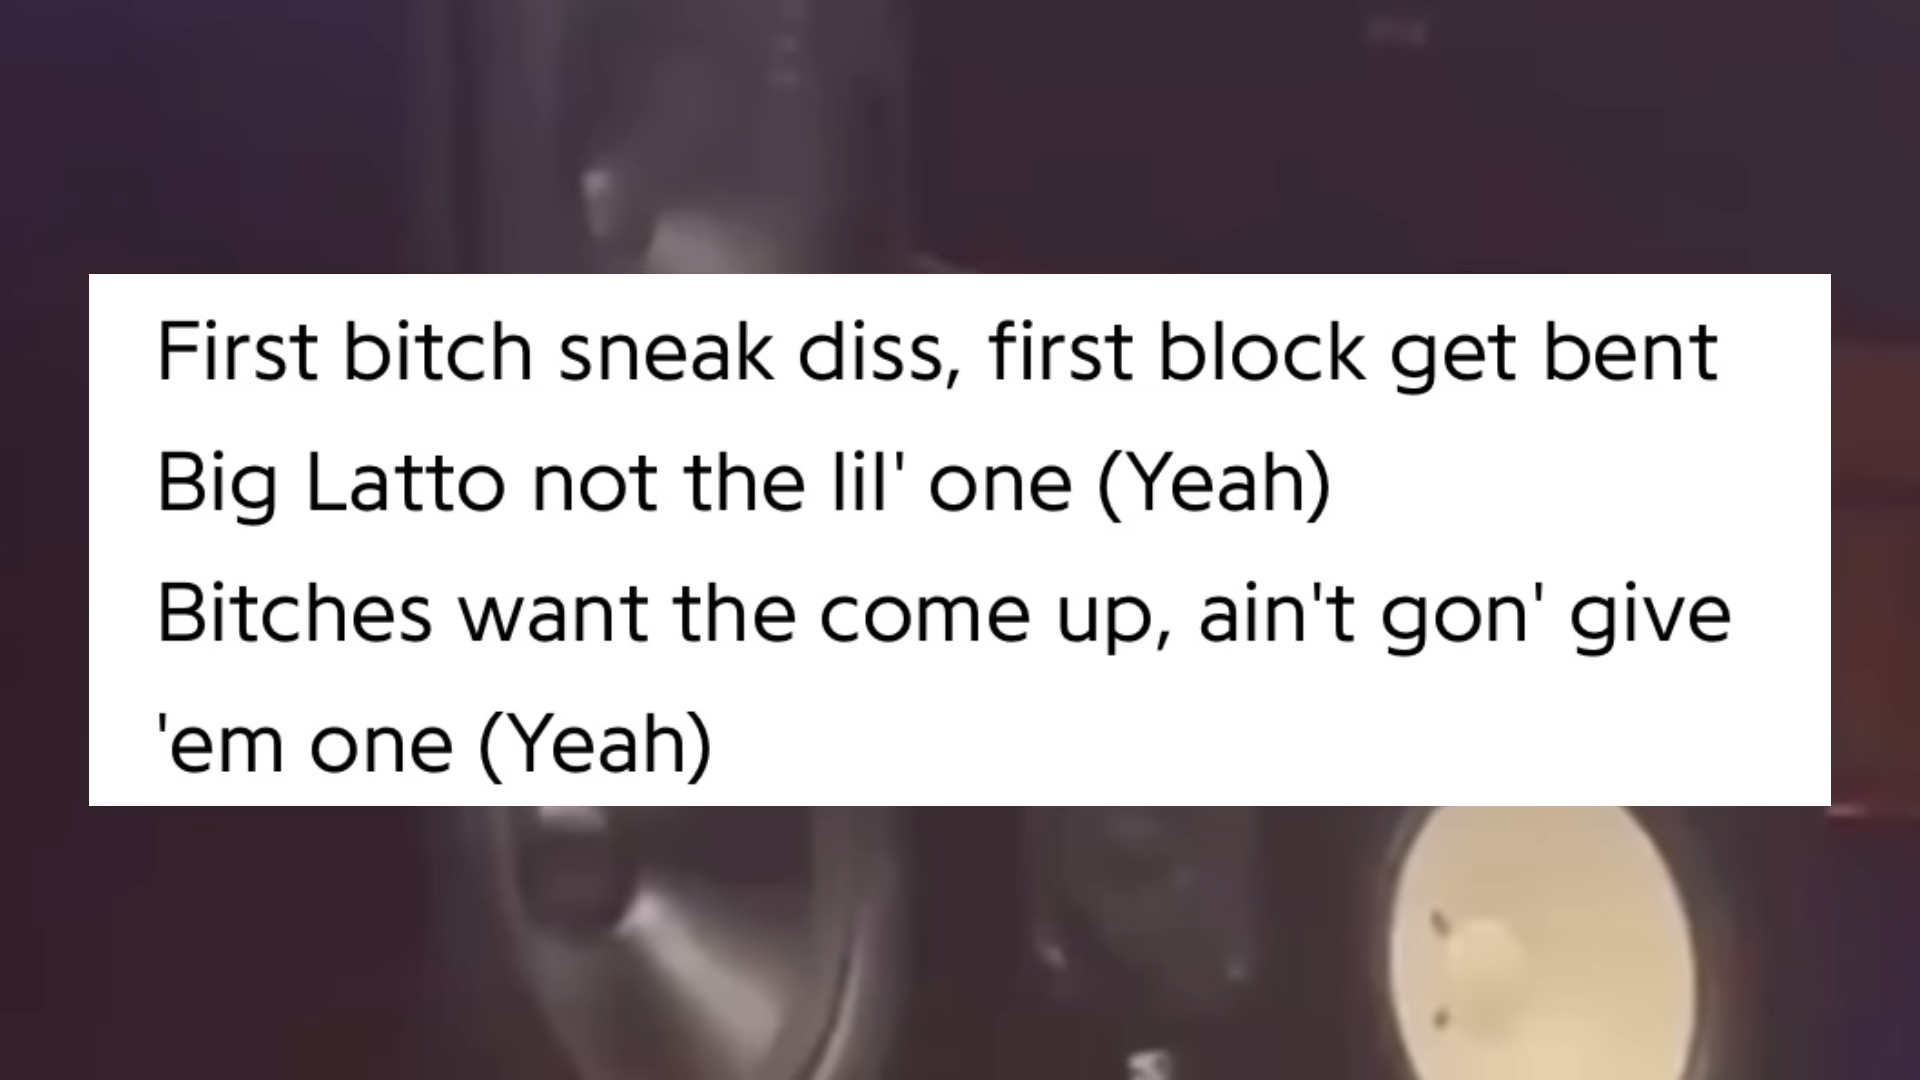 First bitch sneak diss, first block get bent
Big Latto not the lil' one (Yeah)
Bitches want the come up, ain't gon' give
'em one (Yeah)